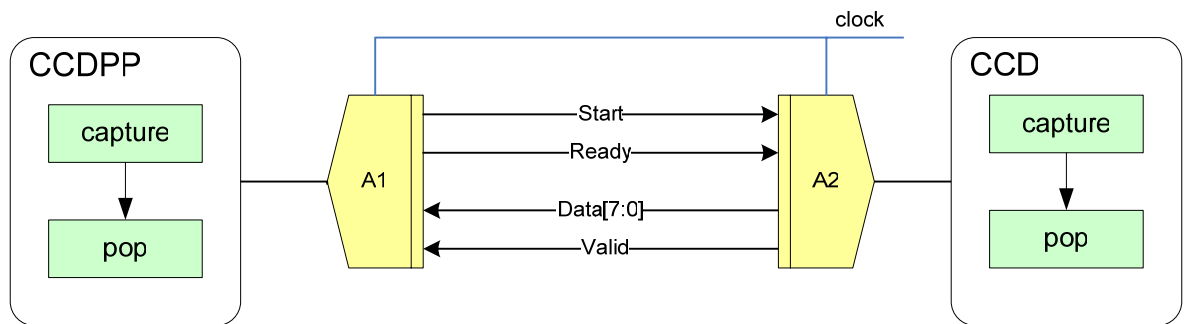 clock
CCDPP
capture
pop
A1
Start
Ready
Data[7:0]
Valid
A2
CCD
capture
pop